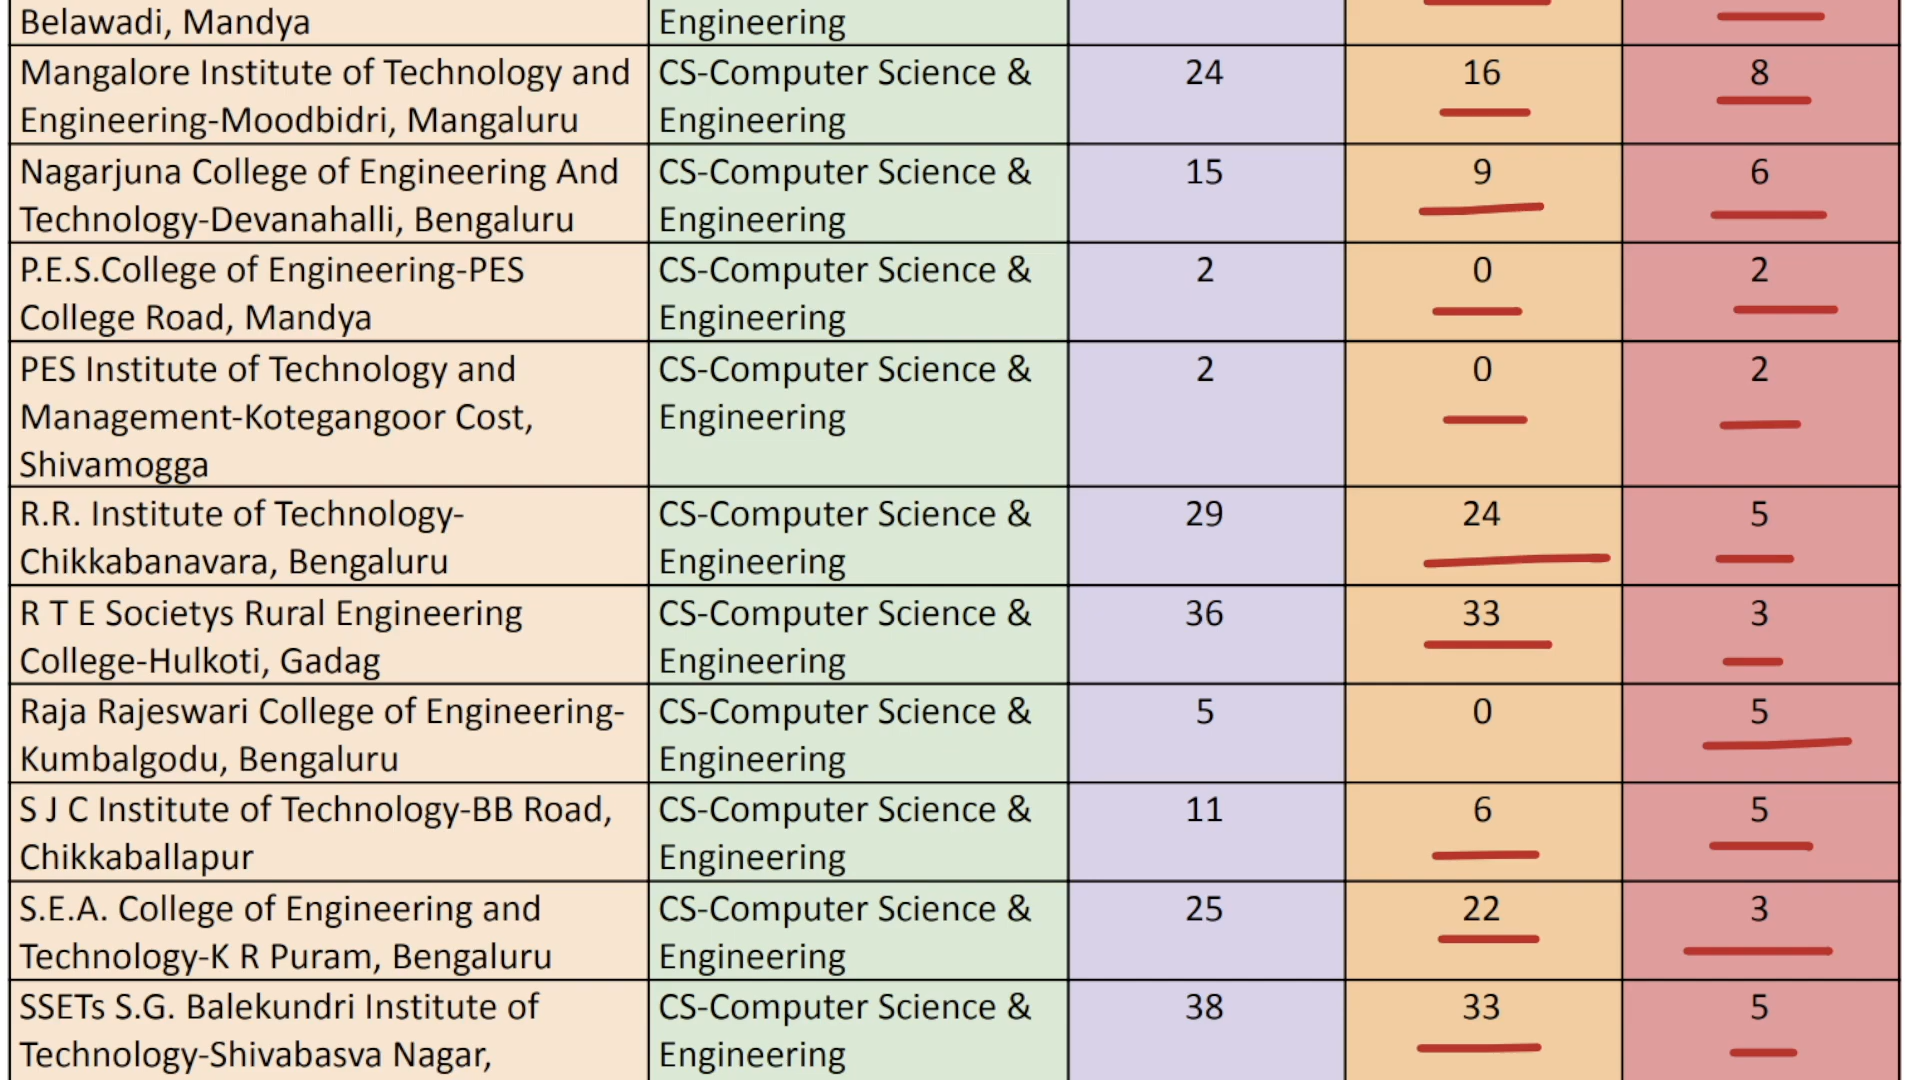 Belawadi, Mandya
Engineering
Mangalore Institute of Technology and
Engineering-Moodbidri, Mangaluru
CS-Computer Science &
Engineering
24
16
8
Nagarjuna College of Engineering And
Technology-Devanahalli, Bengaluru
CS-Computer Science &
Engineering
15
9
6
P.E.S.College of Engineering-PES
College Road, Mandya
CS-Computer Science &
Engineering
2
0
2
PES Institute of Technology and
Management-Kotegangoor Cost,
Shivamogga
CS-Computer Science &
Engineering
2
0
2
R.R. Institute of Technology-
Chikkabanavara, Bengaluru
CS-Computer Science &
Engineering
29
24
5
R T E Societys Rural Engineering
College-Hulkoti, Gadag
CS-Computer Science &
Engineering
36
33
3
Raja Rajeswari College of Engineering-
Kumbalgodu, Bengaluru
CS-Computer Science &
Engineering
5
0
5
S J C Institute of Technology-BB Road,
Chikkaballapur
CS-Computer Science &
Engineering
11
6
5
S.E.A. College of Engineering and
Technology-K R Puram, Bengaluru
CS-Computer Science &
Engineering
25
22
3
SSETs S.G. Balekundri Institute of
Technology-Shivabasva Nagar,
CS-Computer Science &
Engineering
38
33
5